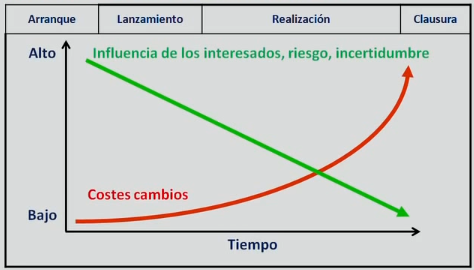 Arranque Lanzamiento Realización Clausura
Alto Influencia de los interesados, riesgo, incertidumbre
Costes cambios
Bajo
Tiempo